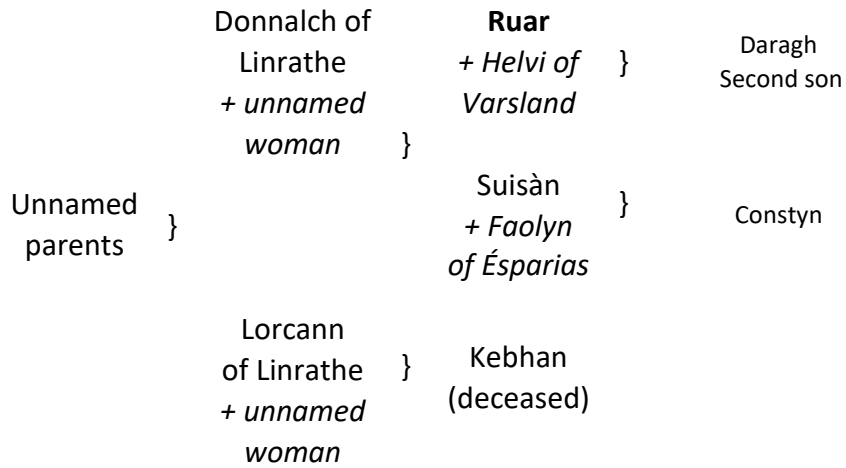 Unnamed
parents
}
Donnalch of
Linrathe
+ unnamed
woman
}
Ruar
+ Helvi of
Varsland
}
Daragh
Second son
Suisàn
+ Faolyn
of Ésparias
}
Constyn
Lorcann
of Linrathe
+ unnamed
woman
}
Kebhan
(deceased)